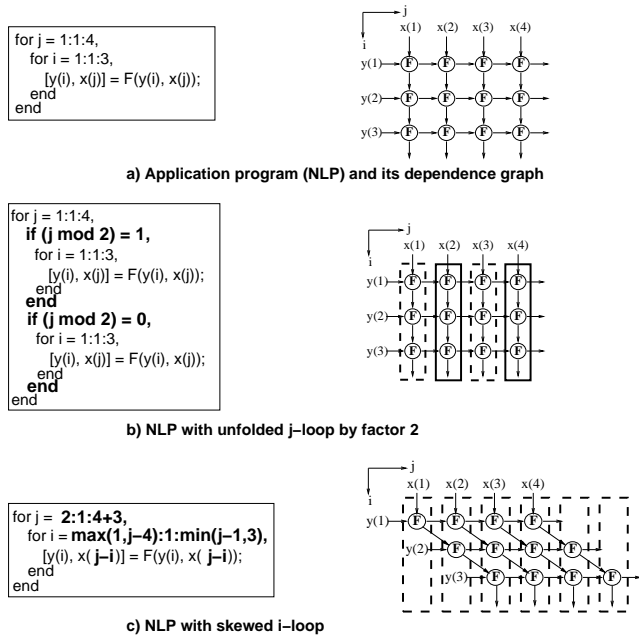 for j = 1:1:4,
for i = 1:1:3,
[y(i), x(j)] = F(y(i), x(j));
end
end
j
i
x(1) x(2) x(3) x(4)
y(1) F F F F
y(2) F F F F
y(3) F F F F
a) Application program (NLP) and its dependence graph
for j = 1:1:4,
if (j mod 2) = 1,
for i = 1:1:3,
[y(i), x(j)] = F(y(i), x(j));
end
end
if (j mod 2) = 0,
for i = 1:1:3,
[y(i), x(j)] = F(y(i), x(j));
end
end
end
j
i
x(1) x(2) x(3) x(4)
y(1) F F F F
y(2) F F F F
y(3) F F F F
b) NLP with unfolded j–loop by factor 2
for j = 2:1:4+3,
for i = max(1,j–4):1:min(j–1,3),
[y(i), x( j–i)] = F(y(i), x( j–i));
end
end
j
i
x(1) x(2) x(3) x(4)
y(1) F F F F
y(2) F F F F
y(3) F F F F
c) NLP with skewed i–loop